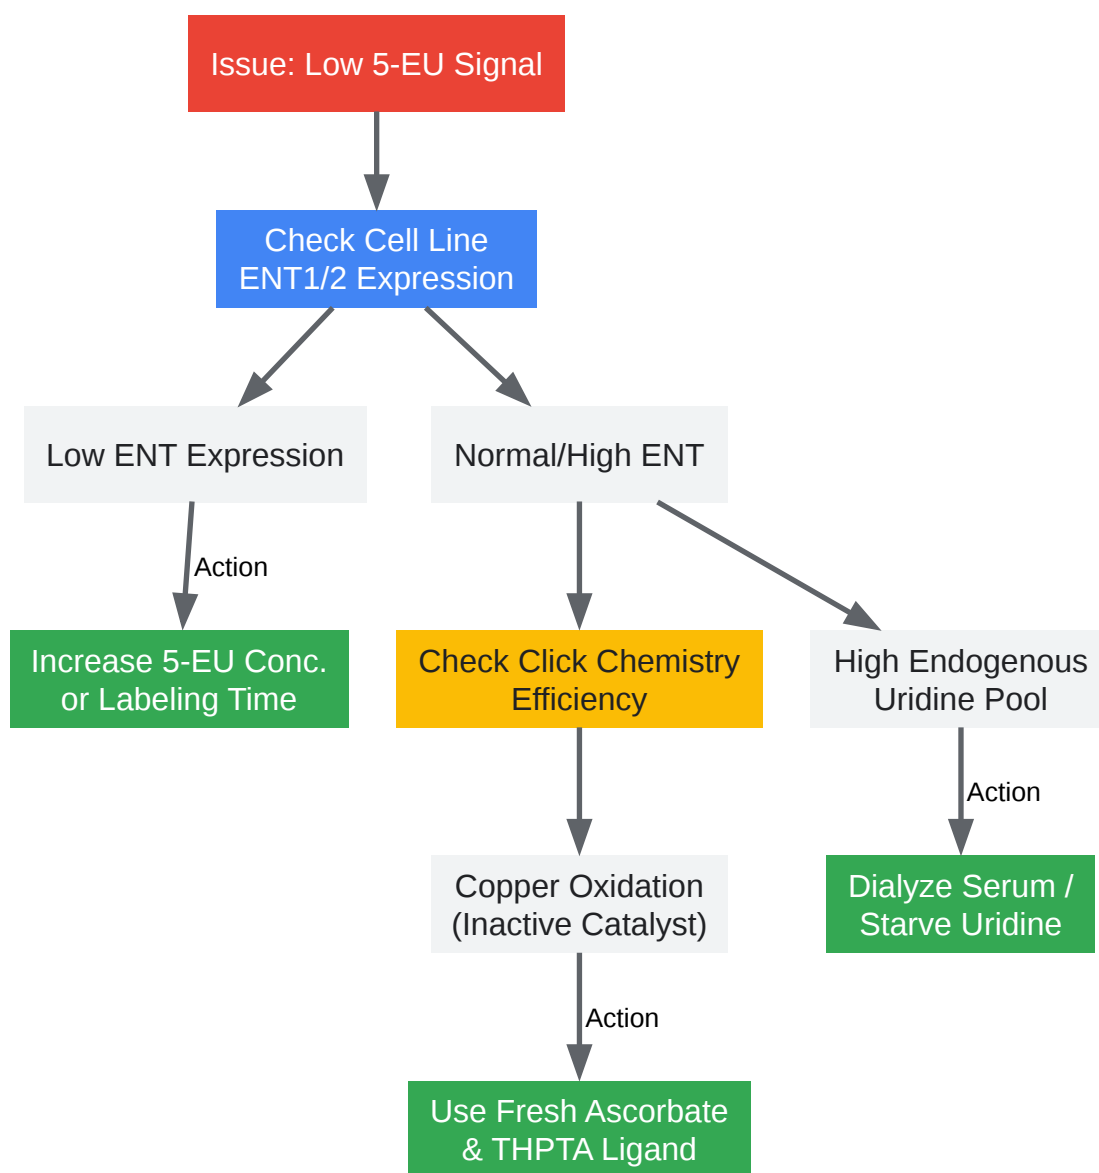 Issue: Low 5-EU Signal
Check Cell Line
ENT1/2 Expression
Low ENT Expression
Normal/High ENT
Action
Increase 5-EU Conc.
or Labeling Time
Check Click Chemistry
Efficiency
High Endogenous
Uridine Pool
Action
Copper Oxidation
(Inactive Catalyst)
Dialyze Serum /
Starve Uridine
Action
Use Fresh Ascorbate
& THPTA Ligand